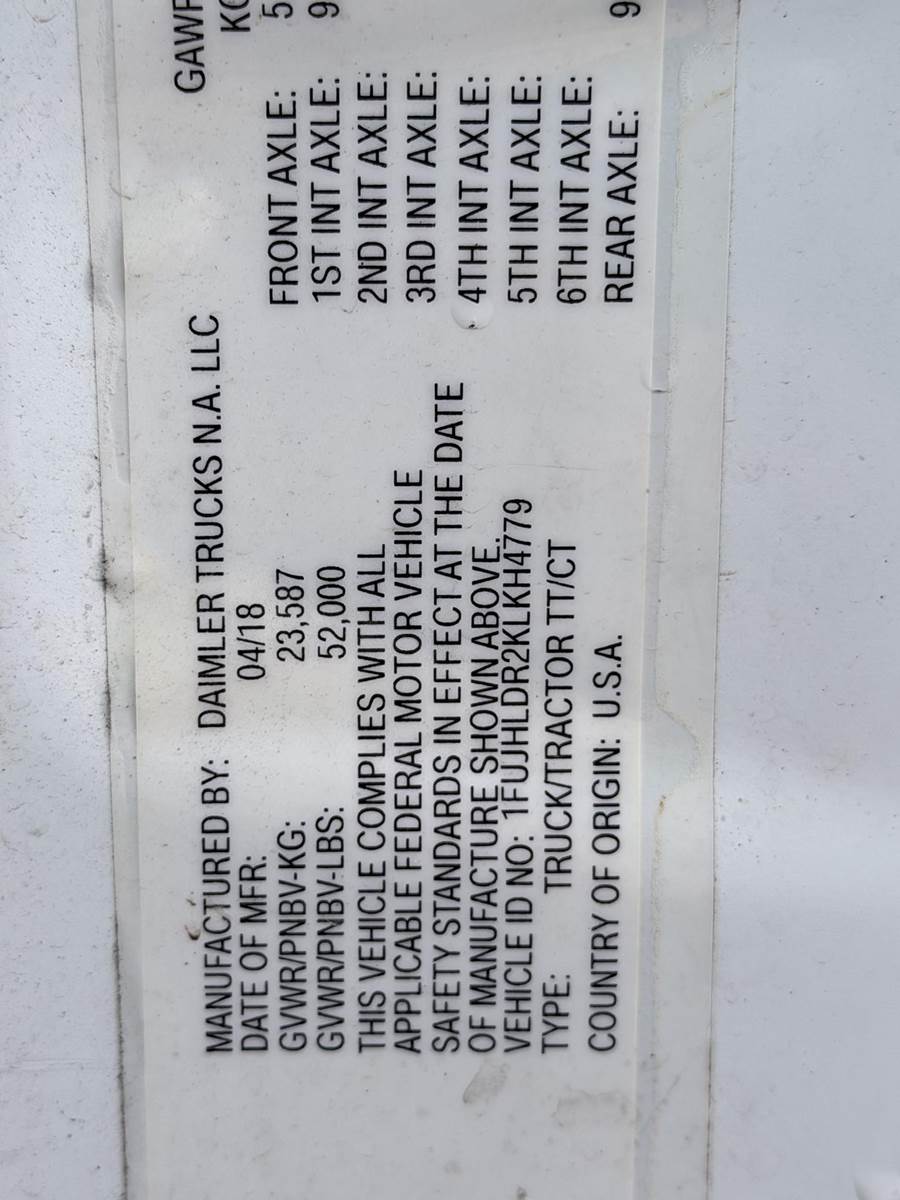 MANUFACTURED BY: DAIMLER TRUCKS N.A. LLC
DATE OF MFR: 04/18
GVWR/PNBV-KG: 23,587
GVWR/PNBV-LBS: 52,000
THIS VEHICLE COMPLIES WITH ALL
APPLICABLE FEDERAL MOTOR VEHICLE
SAFETY STANDARDS IN EFFECT AT THE DATE
OF MANUFACTURE SHOWN ABOVE.
VEHICLE ID NO: 1FUJHLDR2KLKH4779
TYPE: TRUCK/TRACTOR TT/CT
COUNTRY OF ORIGIN: U.S.A.
FRONT AXLE:
1ST INT AXLE:
2ND INT AXLE:
3RD INT AXLE:
4TH INT AXLE:
5TH INT AXLE:
6TH INT AXLE:
REAR AXLE: